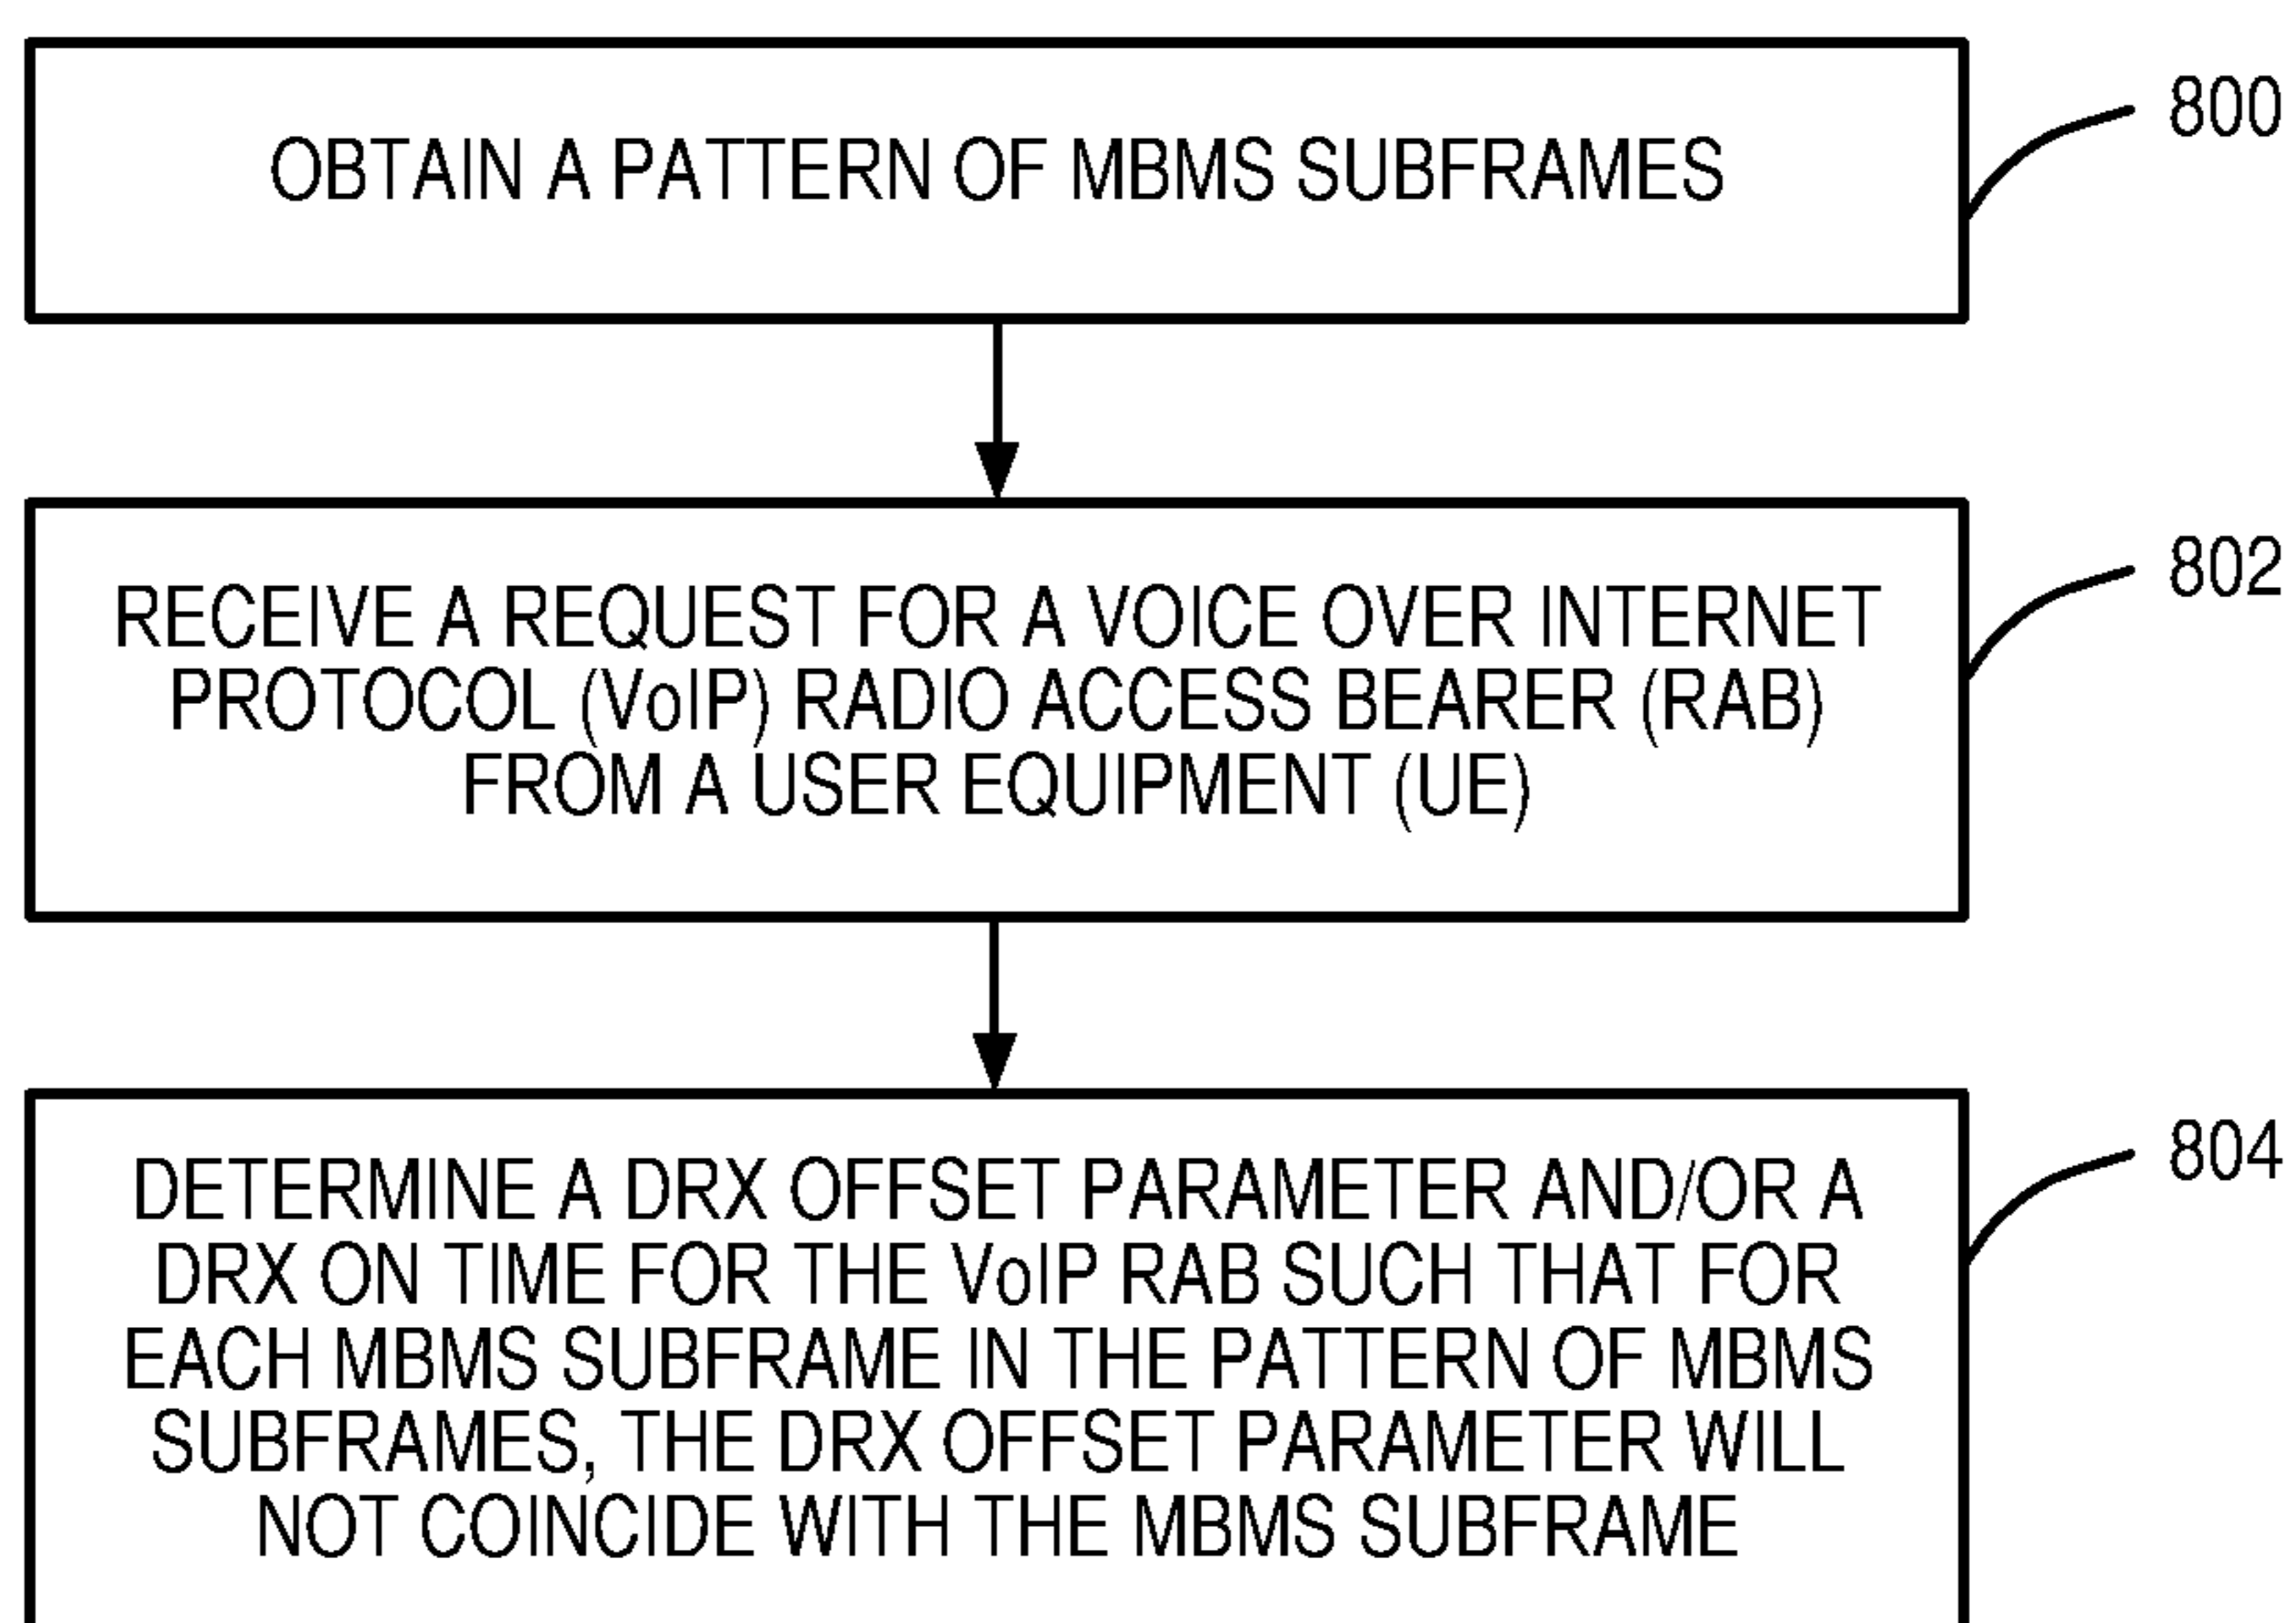 OBTAIN A PATTERN OF MBMS SUBFRAMES
800
RECEIVE A REQUEST FOR A VOICE OVER INTERNET
PROTOCOL (VoIP) RADIO ACCESS BEARER (RAB)
FROM A USER EQUIPMENT (UE)
802
DETERMINE A DRX OFFSET PARAMETER AND/OR A
DRX ON TIME FOR THE VoIP RAB SUCH THAT FOR
EACH MBMS SUBFRAME IN THE PATTERN OF MBMS
SUBFRAMES, THE DRX OFFSET PARAMETER WILL
NOT COINCIDE WITH THE MBMS SUBFRAME
804